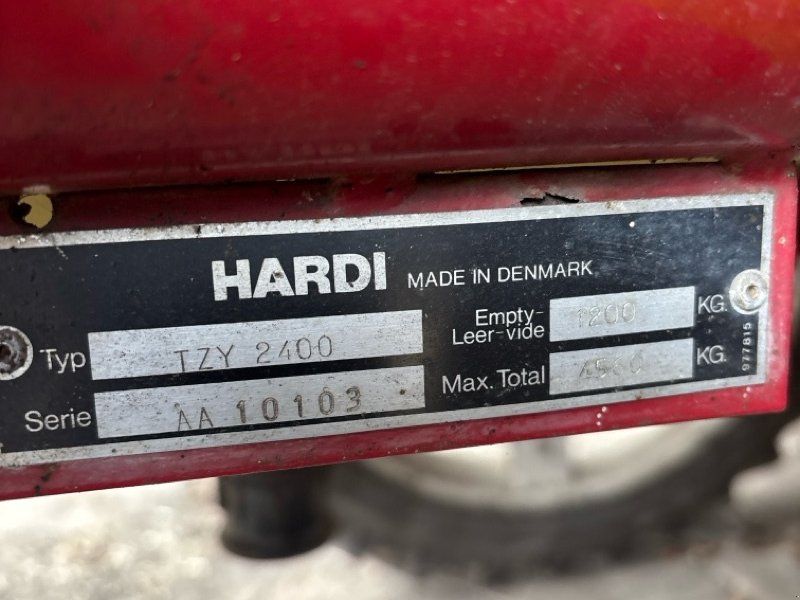 HARDI MADE IN DENMARK
Typ TZY 2400
Serie AA 10103
Empty-
Leer-vide 1200 KG.
Max. Total 4560 KG.
977815